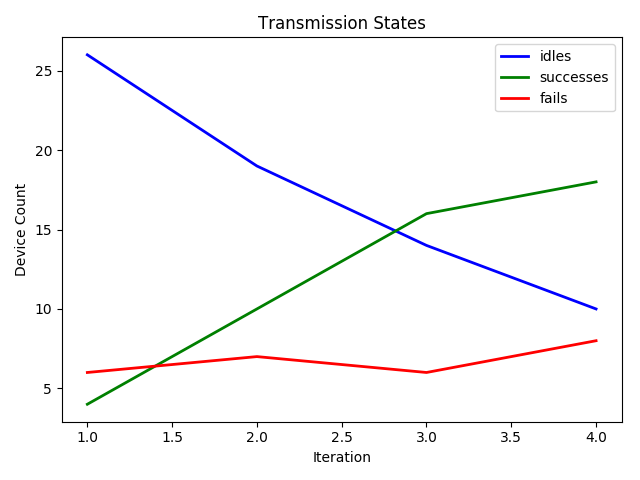 Transmission States
idles
successes
fails
Device Count
25
20
15
10
5
1.0 1.5 2.0 2.5 3.0 3.5 4.0
Iteration